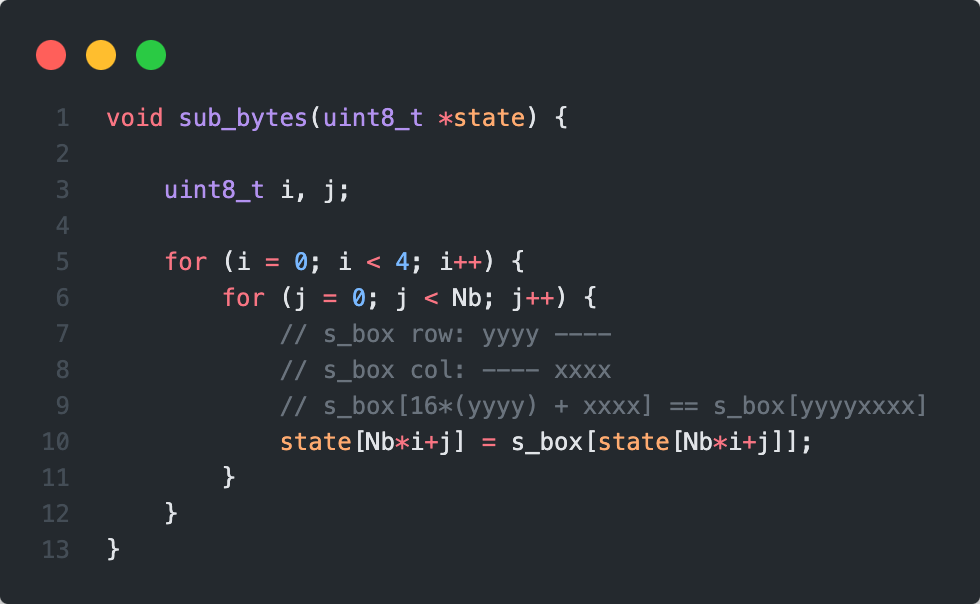 1 void sub_bytes(uint8_t *state) {
2
3     uint8_t i, j;
4
5     for (i = 0; i < 4; i++) {
6         for (j = 0; j < Nb; j++) {
7             // s_box row: yyyy ----
8             // s_box col: ---- xxxx
9             // s_box[16*(yyyy) + xxxx] == s_box[yyyyxxxx]
10             state[Nb*i+j] = s_box[state[Nb*i+j]];
11         }
12     }
13 }